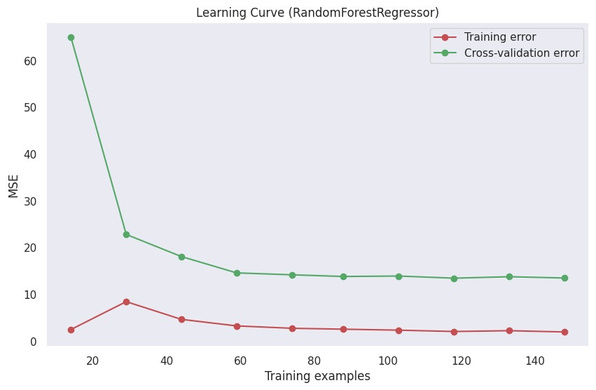 Learning Curve (RandomForestRegressor)
Training error
Cross-validation error
60
50
40
30
20
10
0
MSE
20 40 60 80 100 120 140
Training examples